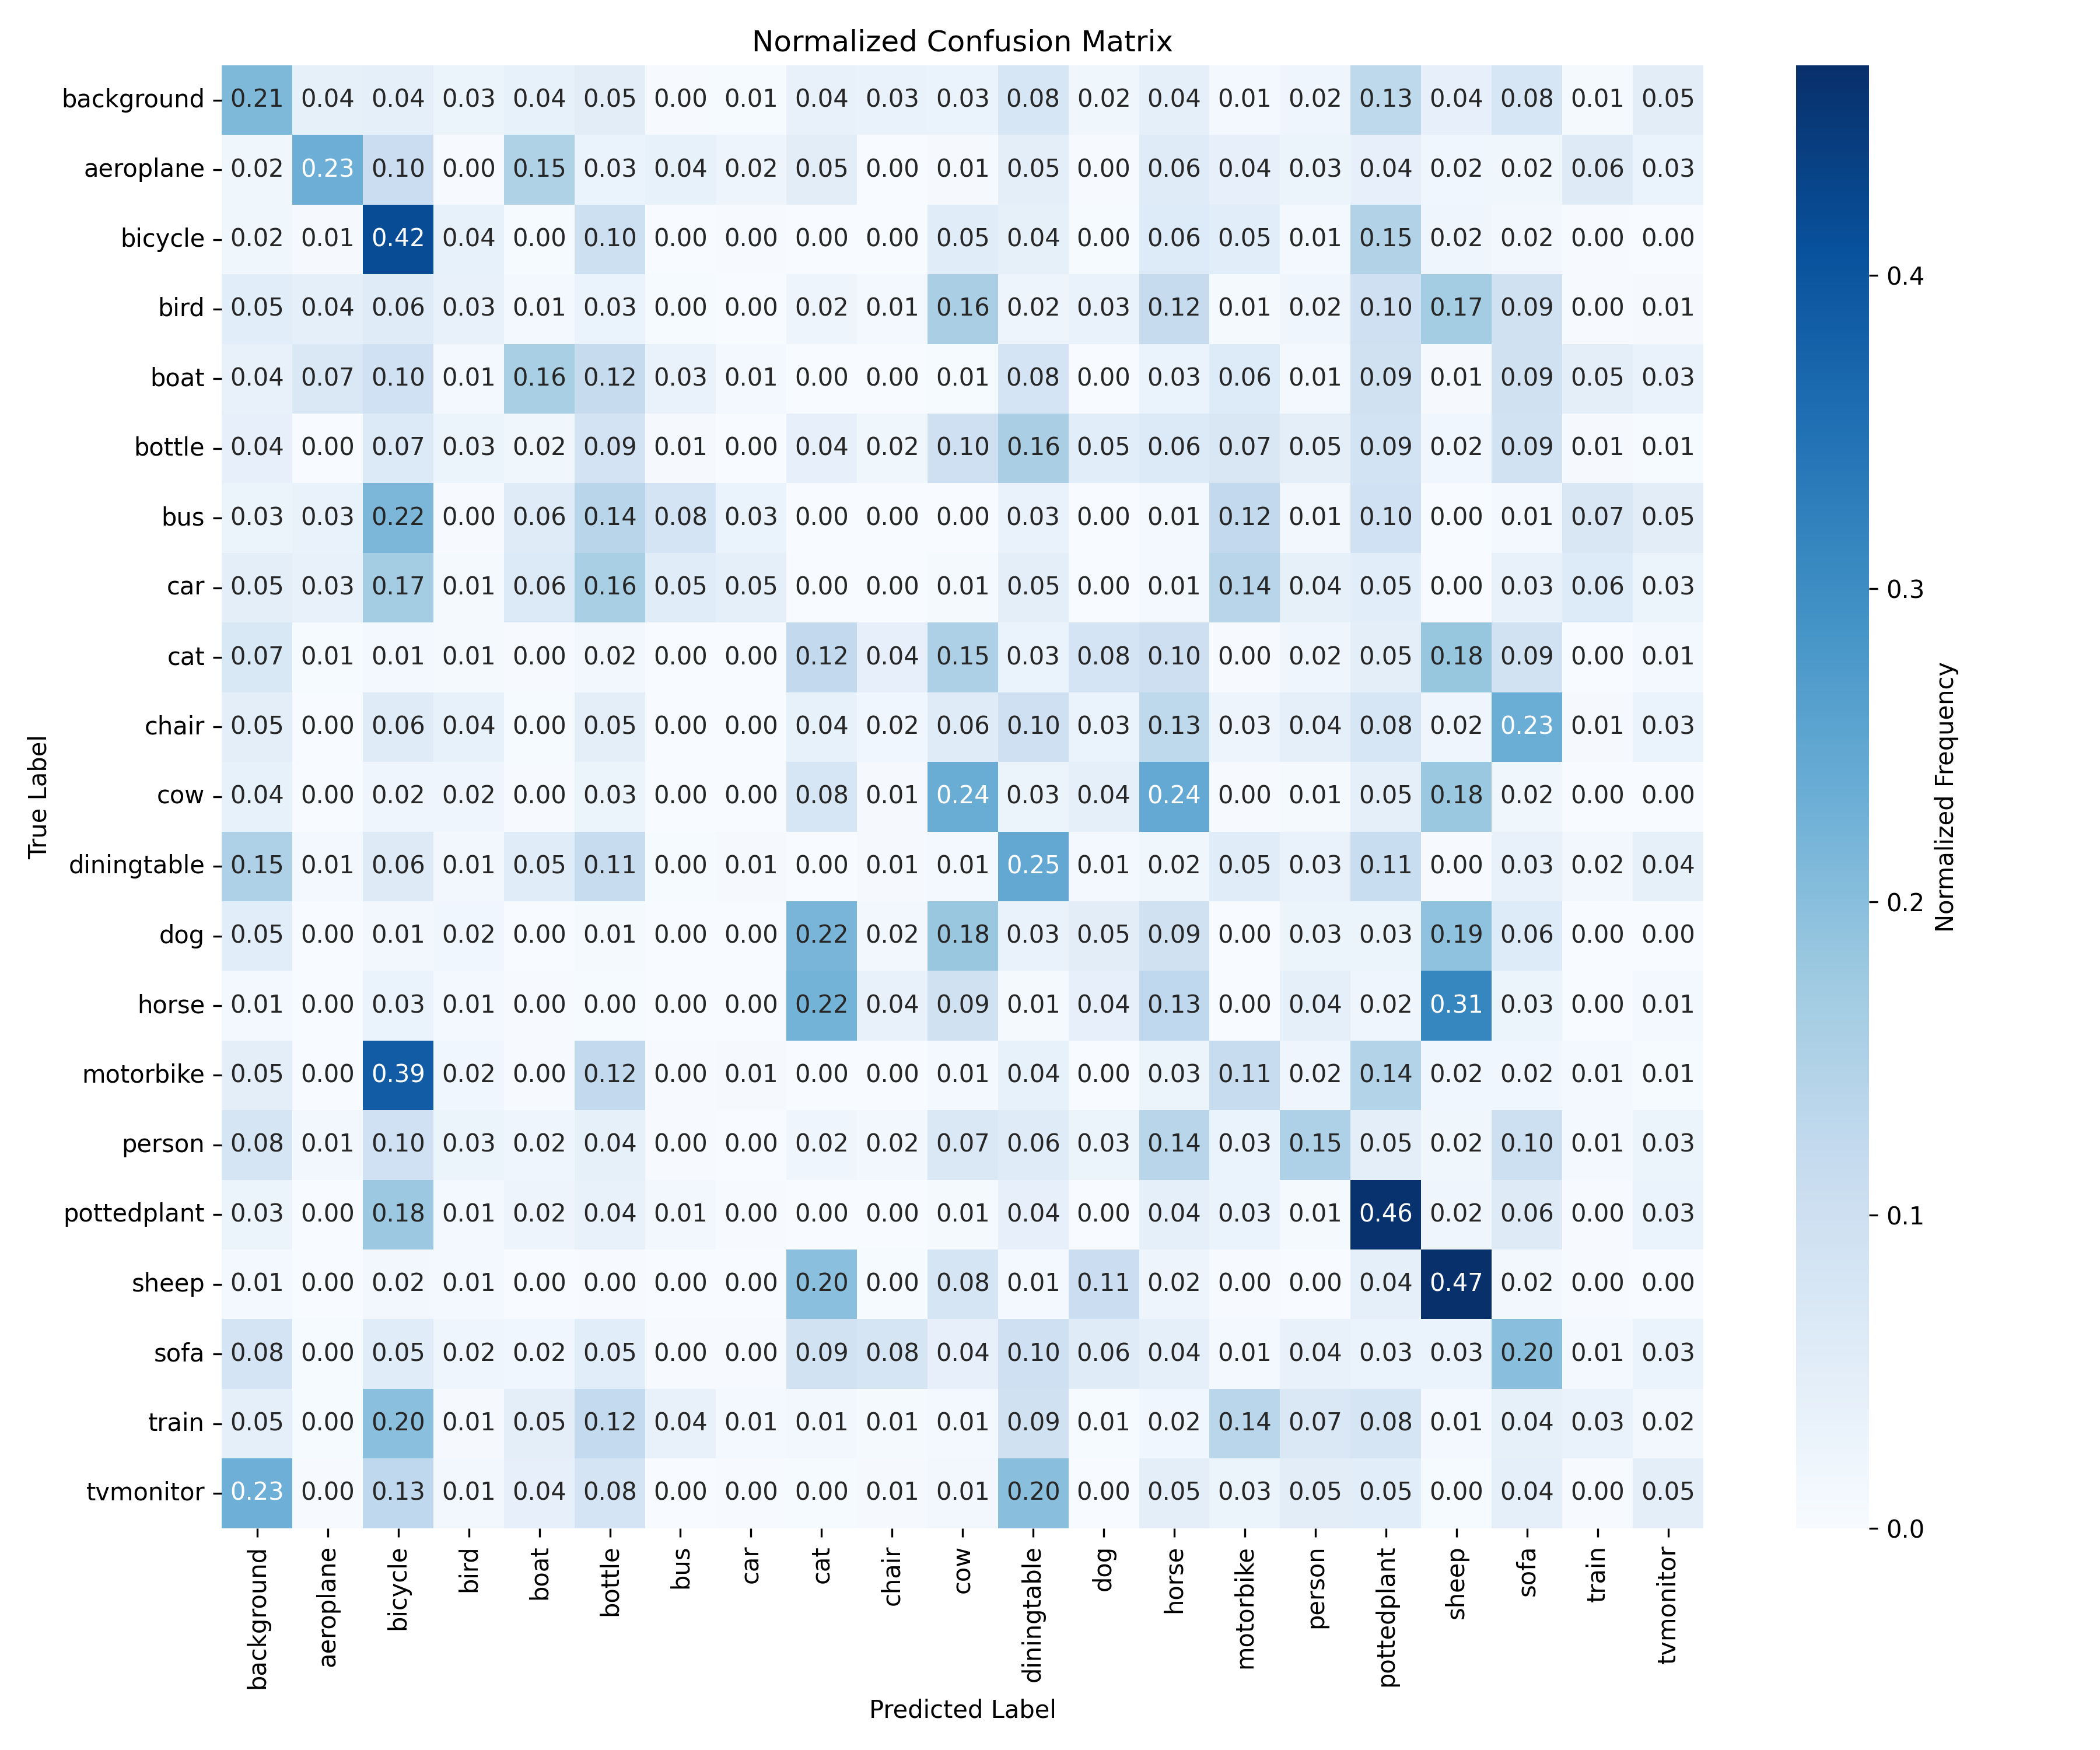 Normalized Confusion Matrix
background 0.21 0.04 0.04 0.03 0.04 0.05 0.00 0.01 0.04 0.03 0.03 0.08 0.02 0.04 0.01 0.02 0.13 0.04 0.08 0.01 0.05
aeroplane 0.02 0.23 0.10 0.00 0.15 0.03 0.04 0.02 0.05 0.00 0.01 0.05 0.00 0.06 0.04 0.03 0.04 0.02 0.02 0.06 0.03
bicycle 0.02 0.01 0.42 0.04 0.00 0.10 0.00 0.00 0.00 0.00 0.05 0.04 0.00 0.06 0.05 0.01 0.15 0.02 0.02 0.00 0.00
bird 0.05 0.04 0.06 0.03 0.01 0.03 0.00 0.00 0.02 0.01 0.16 0.02 0.03 0.12 0.01 0.02 0.10 0.17 0.09 0.00 0.01
boat 0.04 0.07 0.10 0.01 0.16 0.12 0.03 0.01 0.00 0.00 0.01 0.08 0.00 0.03 0.06 0.01 0.09 0.01 0.09 0.05 0.03
bottle 0.04 0.00 0.07 0.03 0.02 0.09 0.01 0.00 0.04 0.02 0.10 0.16 0.05 0.06 0.07 0.05 0.09 0.02 0.09 0.01 0.01
bus 0.03 0.03 0.22 0.00 0.06 0.14 0.08 0.03 0.00 0.00 0.00 0.03 0.00 0.01 0.12 0.01 0.10 0.00 0.01 0.07 0.05
car 0.05 0.03 0.17 0.01 0.06 0.16 0.05 0.05 0.00 0.00 0.01 0.05 0.00 0.01 0.14 0.04 0.05 0.00 0.03 0.06 0.03
cat 0.07 0.01 0.01 0.01 0.00 0.02 0.00 0.00 0.12 0.04 0.15 0.03 0.08 0.10 0.00 0.02 0.05 0.18 0.09 0.00 0.01
chair 0.05 0.00 0.06 0.04 0.00 0.05 0.00 0.00 0.04 0.02 0.06 0.10 0.03 0.13 0.03 0.04 0.08 0.02 0.23 0.01 0.03
cow 0.04 0.00 0.02 0.02 0.00 0.03 0.00 0.00 0.08 0.01 0.24 0.03 0.04 0.24 0.00 0.01 0.05 0.18 0.02 0.00 0.00
diningtable 0.15 0.01 0.06 0.01 0.05 0.11 0.00 0.01 0.00 0.01 0.01 0.25 0.01 0.02 0.05 0.03 0.11 0.00 0.03 0.02 0.04
dog 0.05 0.00 0.01 0.02 0.00 0.01 0.00 0.00 0.22 0.02 0.18 0.03 0.05 0.09 0.00 0.03 0.03 0.19 0.06 0.00 0.00
horse 0.01 0.00 0.03 0.01 0.00 0.00 0.00 0.00 0.22 0.04 0.09 0.01 0.04 0.13 0.00 0.04 0.02 0.31 0.03 0.00 0.01
motorbike 0.05 0.00 0.39 0.02 0.00 0.12 0.00 0.01 0.00 0.00 0.01 0.04 0.00 0.03 0.11 0.02 0.14 0.02 0.02 0.01 0.01
person 0.08 0.01 0.10 0.03 0.02 0.04 0.00 0.00 0.02 0.02 0.07 0.06 0.03 0.14 0.03 0.15 0.05 0.02 0.10 0.01 0.03
pottedplant 0.03 0.00 0.18 0.01 0.02 0.04 0.01 0.00 0.00 0.00 0.01 0.04 0.00 0.04 0.03 0.01 0.46 0.02 0.06 0.00 0.03
sheep 0.01 0.00 0.02 0.01 0.00 0.00 0.00 0.00 0.20 0.00 0.08 0.01 0.11 0.02 0.00 0.00 0.04 0.47 0.02 0.00 0.00
sofa 0.08 0.00 0.05 0.02 0.02 0.05 0.00 0.00 0.09 0.08 0.04 0.10 0.06 0.04 0.01 0.04 0.03 0.03 0.20 0.01 0.03
train 0.05 0.00 0.20 0.01 0.05 0.12 0.04 0.01 0.01 0.01 0.01 0.09 0.01 0.02 0.14 0.07 0.08 0.01 0.04 0.03 0.02
tvmonitor 0.23 0.00 0.13 0.01 0.04 0.08 0.00 0.00 0.00 0.01 0.01 0.20 0.00 0.05 0.03 0.05 0.05 0.00 0.04 0.00 0.05
background aeroplane bicycle bird boat bottle bus car cat chair cow diningtable dog horse motorbike person pottedplant sheep sofa train tvmonitor
Predicted Label
True Label
0.4
0.3
0.2
0.1
0.0
Normalized Frequency